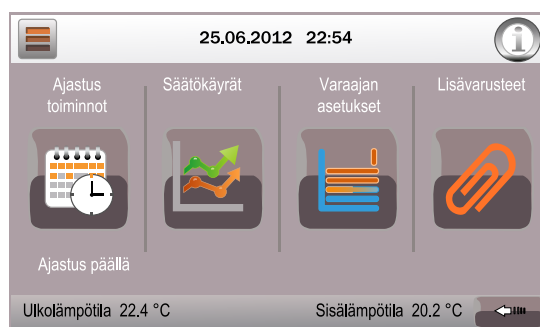 25.06.2012 22:54
Ajastus
toiminnot
Säätökäyrät
Varaajan
asetukset
Lisävarusteet
Ajastus päällä
Ulkolämpötila 22.4 °C
Sisälämpötila 20.2 °C